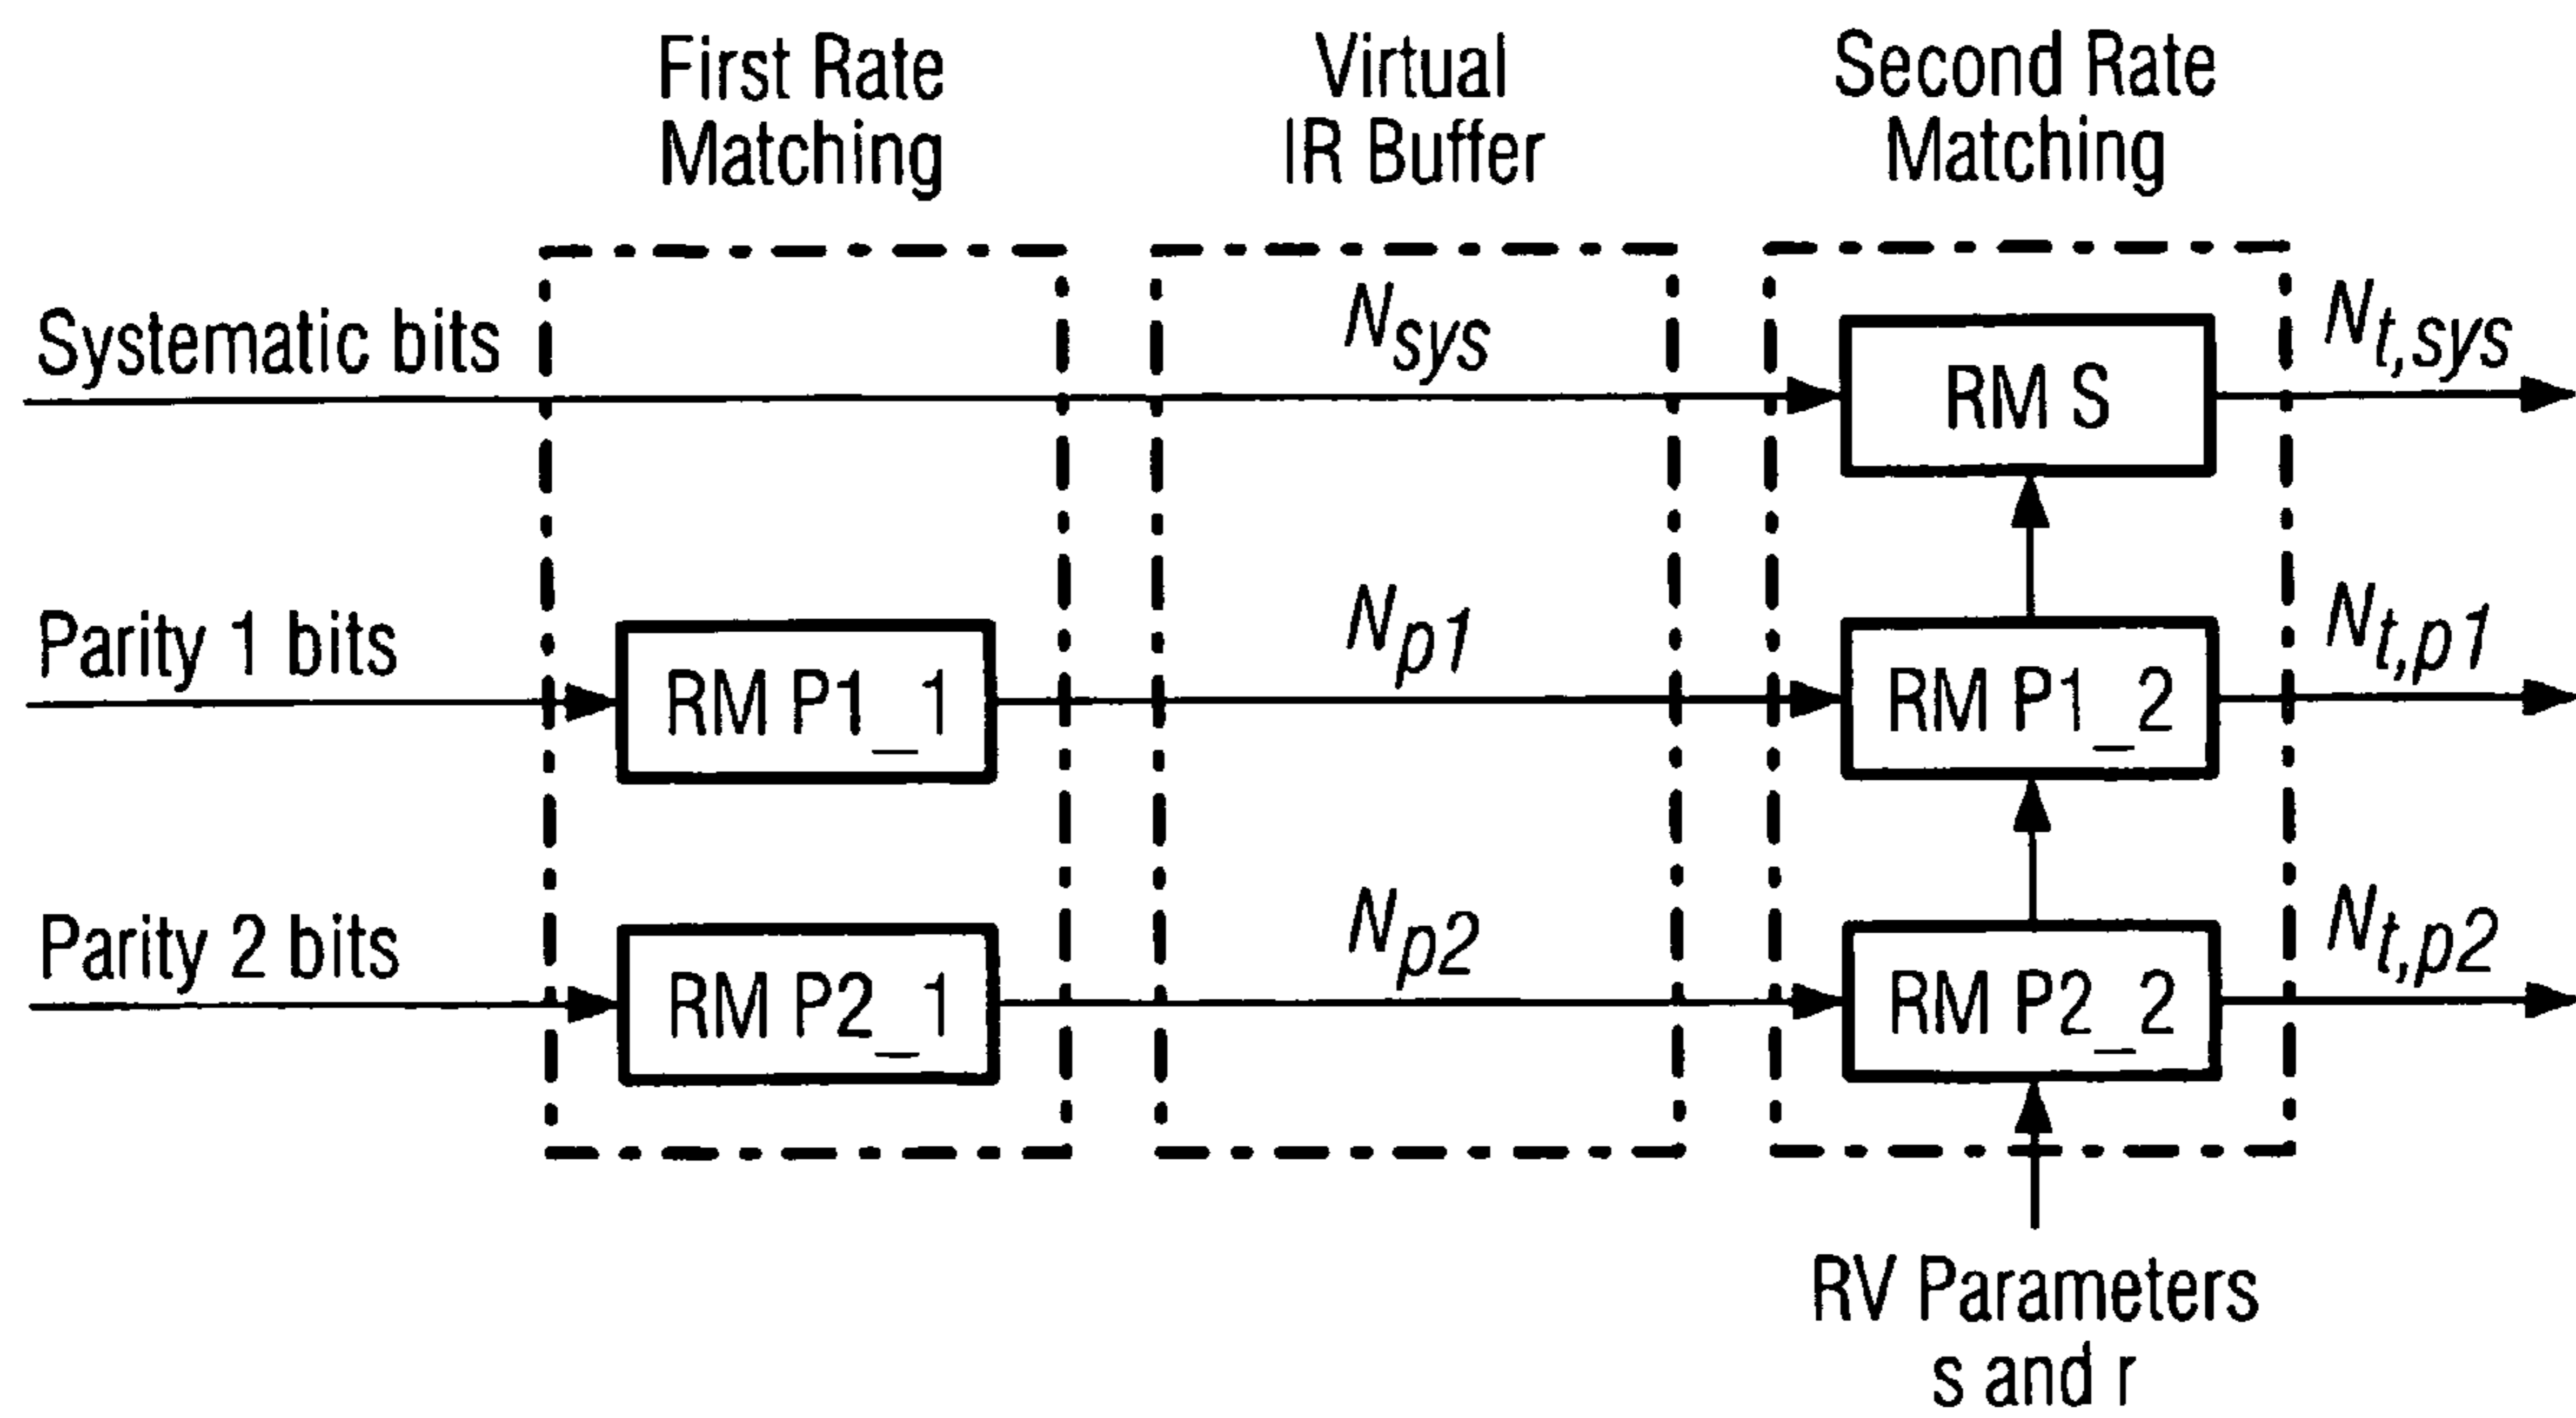 First Rate
Matching
Virtual
IR Buffer
Second Rate
Matching
Systematic bits
N_sys
RM S
N_t,sys
Parity 1 bits
RM P1_1
N_p1
RM P1_2
N_t,p1
Parity 2 bits
RM P2_1
N_p2
RM P2_2
N_t,p2
RV Parameters
s and r